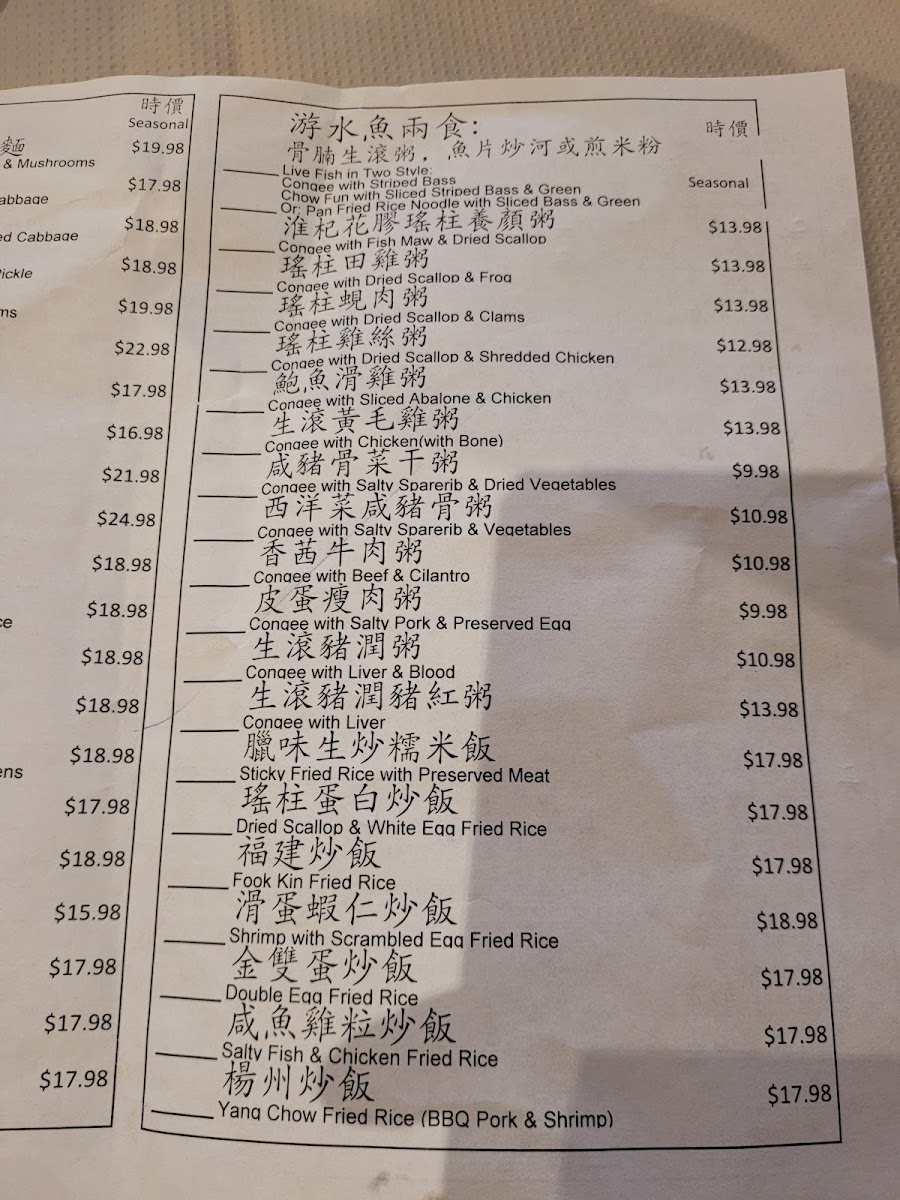 時價
Seasonal
麵
& Mushrooms
$19.98
$17.98
abbage
$18.98
ed Cabbage
$18.98
ickle
$19.98
ms
$22.98
$17.98
$16.98
$21.98
$24.98
$18.98
$18.98
ce
$18.98
$18.98
$18.98
ens
$17.98
$18.98
$15.98
$17.98
$17.98
$17.98
游水魚兩食:
時價
骨腩生滾粥，魚片炒河或煎米粉
Live Fish in Two Style:
Congee with Striped Bass
Seasonal
Chow Fun with Sliced Striped Bass & Green
Or: Pan Fried Rice Noodle with Sliced Bass & Green
淮杞花膠瑤柱養顏粥
$13.98
Congee with Fish Maw & Dried Scallop
瑤柱田雞粥
$13.98
Congee with Dried Scallop & Frog
瑤柱蜆肉粥
$13.98
Congee with Dried Scallop & Clams
瑤柱雞絲粥
$12.98
Congee with Dried Scallop & Shredded Chicken
鮑魚滑雞粥
$13.98
Congee with Sliced Abalone & Chicken
生滾黃毛雞粥
$13.98
Congee with Chicken(with Bone)
咸豬骨菜干粥
$9.98
Congee with Salty Sparerib & Dried Vegetables
西洋菜咸豬骨粥
$10.98
Congee with Salty Sparerib & Vegetables
香茜牛肉粥
$10.98
Congee with Beef & Cilantro
皮蛋瘦肉粥
$9.98
Congee with Salty Pork & Preserved Egg
生滾豬潤粥
$10.98
Congee with Liver & Blood
生滾豬潤豬紅粥
$13.98
Congee with Liver
臘味生炒糯米飯
$17.98
Sticky Fried Rice with Preserved Meat
瑤柱蛋白炒飯
$17.98
Dried Scallop & White Egg Fried Rice
福建炒飯
$17.98
Fook Kin Fried Rice
滑蛋蝦仁炒飯
$18.98
Shrimp with Scrambled Egg Fried Rice
金雙蛋炒飯
$17.98
Double Egg Fried Rice
咸魚雞粒炒飯
$17.98
Salty Fish & Chicken Fried Rice
楊州炒飯
$17.98
Yang Chow Fried Rice (BBQ Pork & Shrimp)